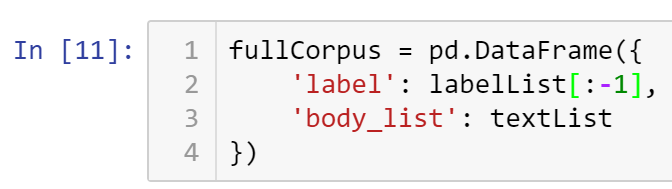 In [11]:
1 fullCorpus = pd.DataFrame({
2     'label': labelList[:-1],
3     'body_list': textList
4 })